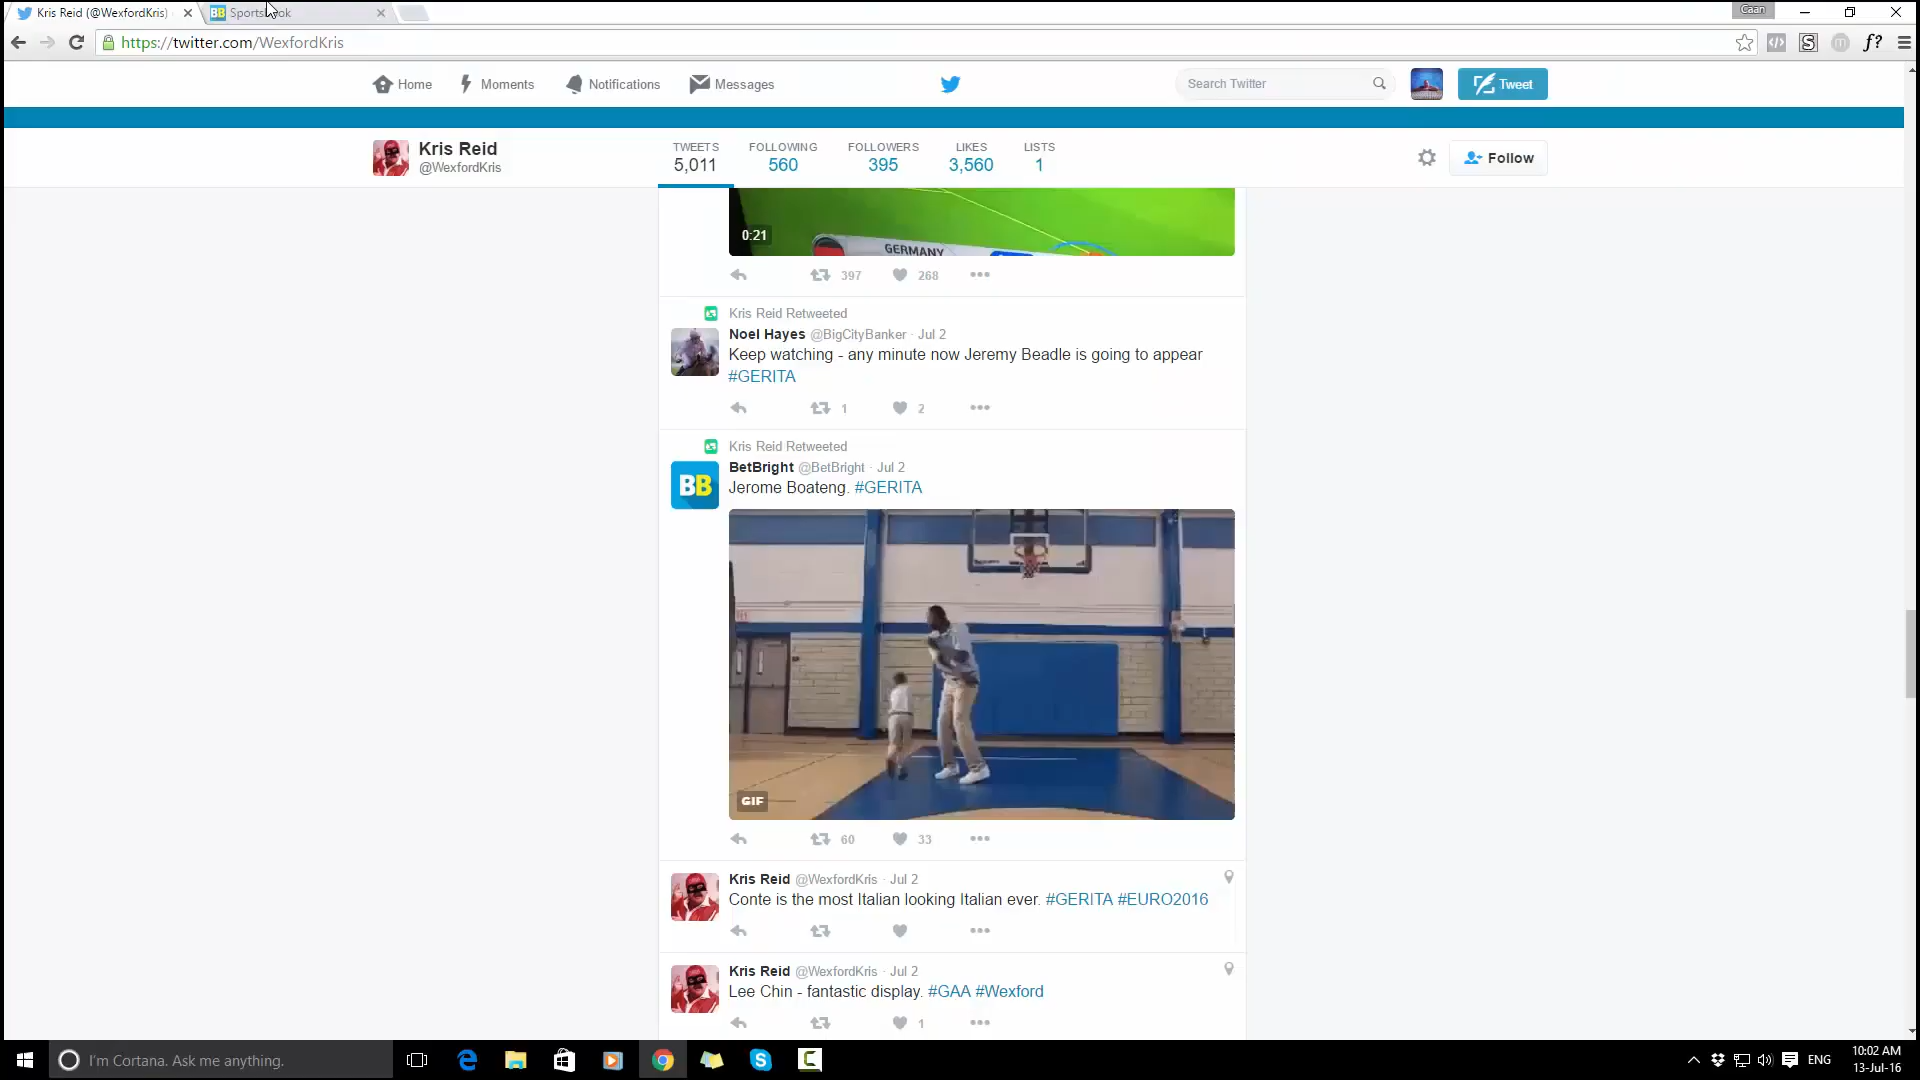 Kris Reid (@WexfordKris)
BB Sports ok
Caan
https://twitter.com/WexfordKris
Home Moments Notifications Messages
Search Twitter
Tweet
Kris Reid
@WexfordKris
TWEETS FOLLOWING FOLLOWERS LIKES LISTS
5,011 560 395 3,560 1
Follow
0:21
GERMANY
397 268
Kris Reid Retweeted
Noel Hayes @BigCityBanker · Jul 2
Keep watching - any minute now Jeremy Beadle is going to appear
#GERITA
1 2
Kris Reid Retweeted
BetBright @BetBright · Jul 2
BB
Jerome Boateng. #GERITA
GIF
60 33
Kris Reid @WexfordKris · Jul 2
Conte is the most Italian looking Italian ever. #GERITA #EURO2016
Kris Reid @WexfordKris · Jul 2
Lee Chin - fantastic display. #GAA #Wexford
1
I'm Cortana. Ask me anything.
ENG
10:02 AM
13-Jul-16